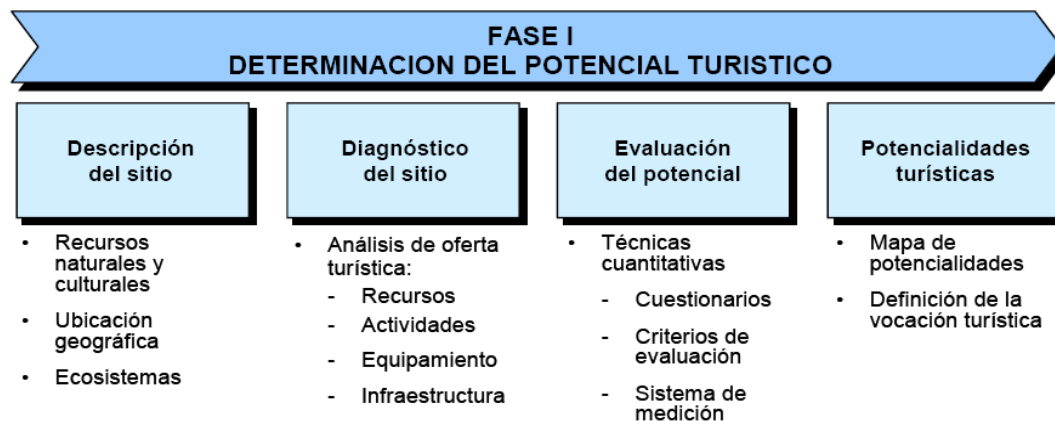 FASE I
DETERMINACION DEL POTENCIAL TURISTICO
Descripción
del sitio
• Recursos
naturales y
culturales
• Ubicación
geográfica
• Ecosistemas
Diagnóstico
del sitio
• Análisis de oferta
turística:
- Recursos
- Actividades
- Equipamiento
- Infraestructura
Evaluación
del potencial
• Técnicas
cuantitativas
- Cuestionarios
- Criterios de
evaluación
- Sistema de
medición
Potencialidades
turísticas
• Mapa de
potencialidades
• Definición de la
vocación turística